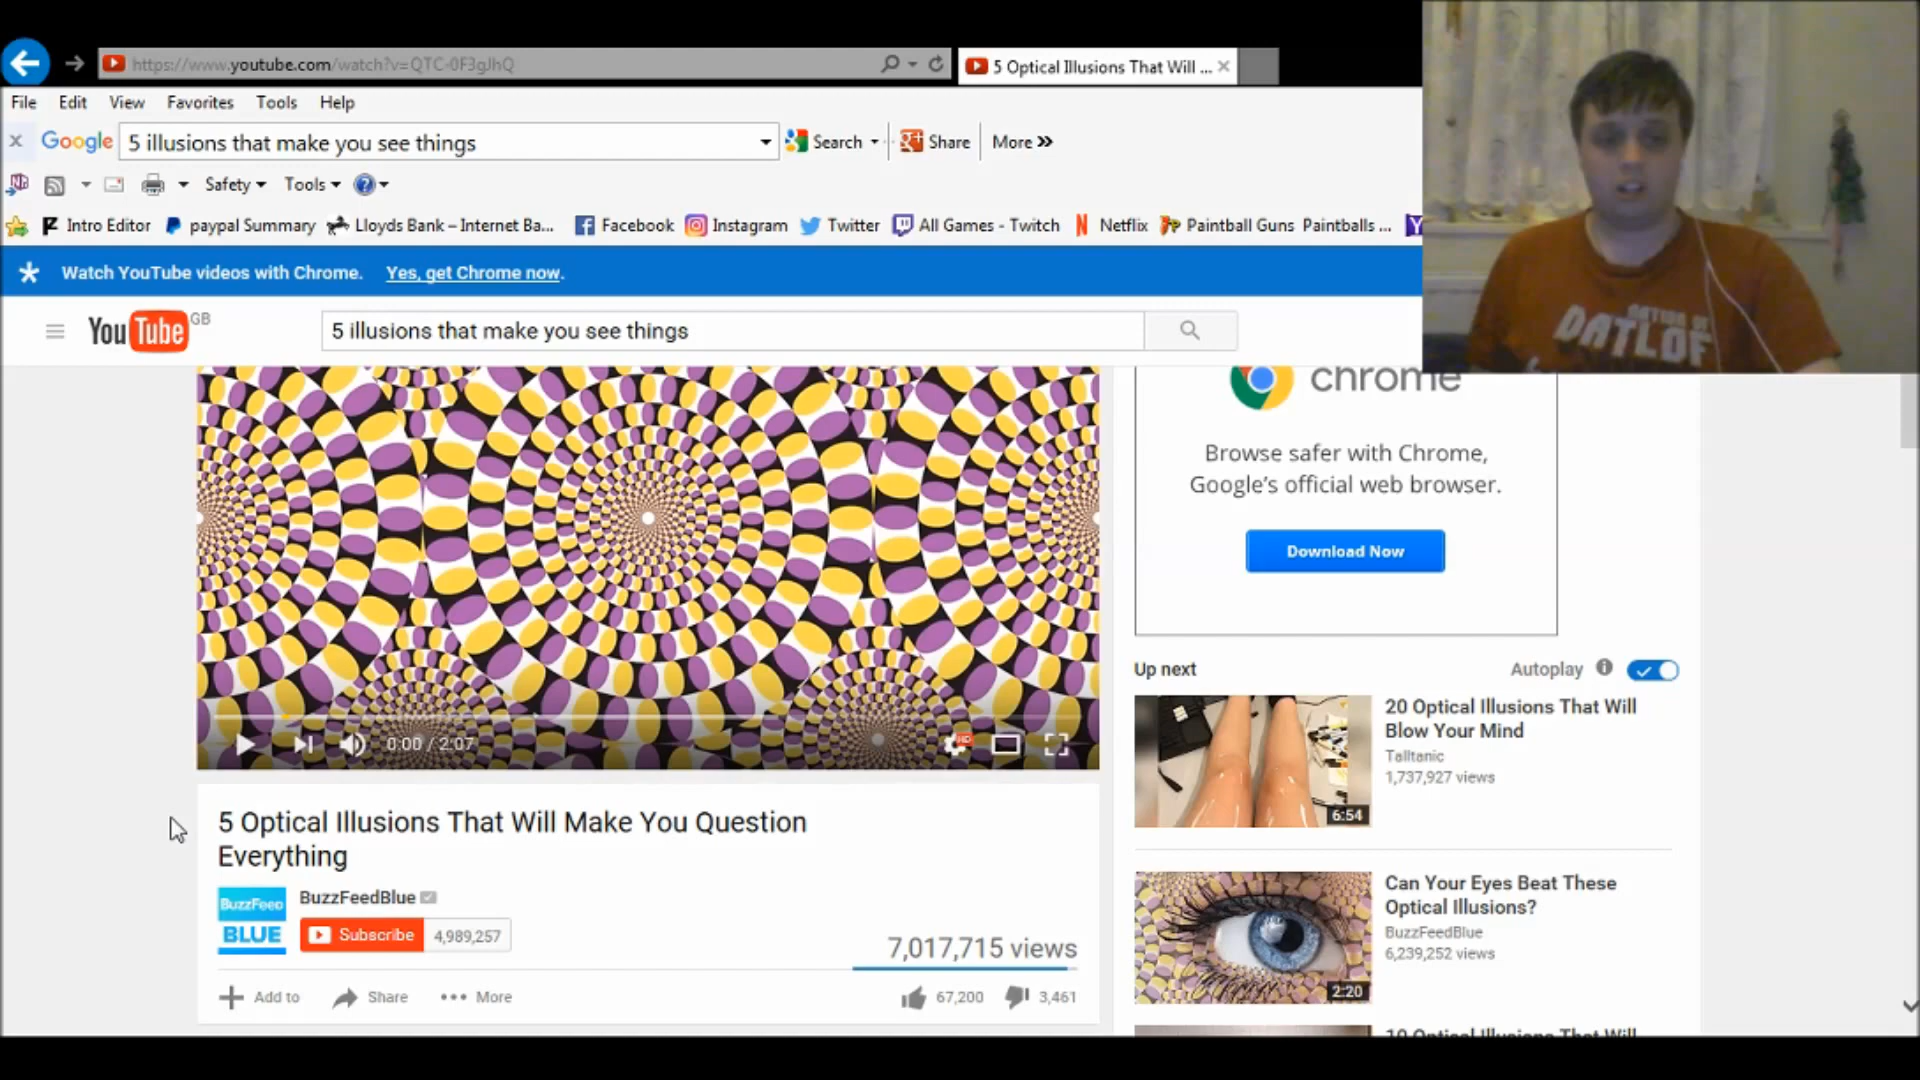 https://www.youtube.com/watch?v=QTC-0F3gJhQ
5 Optical Illusions That Will ...
File Edit View Favorites Tools Help
Google 5 illusions that make you see things Search Share More
Safety Tools
Intro Editor paypal Summary Lloyds Bank – Internet Ba... Facebook Instagram Twitter All Games - Twitch Netflix Paintball Guns Paintballs ...
Watch YouTube videos with Chrome. Yes, get Chrome now.
YouTube GB
5 illusions that make you see things
chrome
Browse safer with Chrome,
Google's official web browser.
Download Now
0:00 / 2:07
HD
5 Optical Illusions That Will Make You Question
Everything
BuzzFeed
BLUE
BuzzFeedBlue
Subscribe 4,989,257
7,017,715 views
Add to Share More
67,200 3,461
Up next Autoplay
20 Optical Illusions That Will
Blow Your Mind
Talltanic
1,737,927 views
6:54
Can Your Eyes Beat These
Optical Illusions?
BuzzFeedBlue
6,239,252 views
2:20
10 Optical Illusions That Will
DATLOF